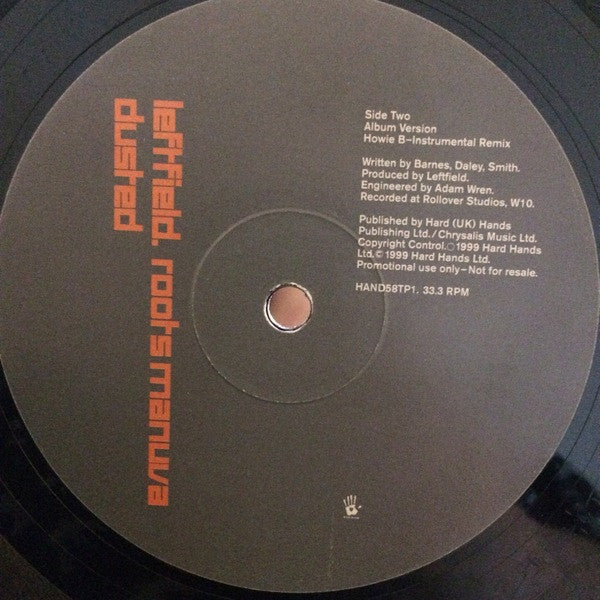 leftfield. roots manuva
dusted
Side Two
Album Version
Howie B–Instrumental Remix
Written by Barnes, Daley, Smith.
Produced by Leftfield.
Engineered by Adam Wren.
Recorded at Rollover Studios, W10.
Published by Hard (UK) Hands
Publishing Ltd./Chrysalis Music Ltd.
Copyright Control.℗1999 Hard Hands
Ltd.©1999 Hard Hands Ltd.
Promotional use only–Not for resale.
HAND58TP1. 33.3 RPM